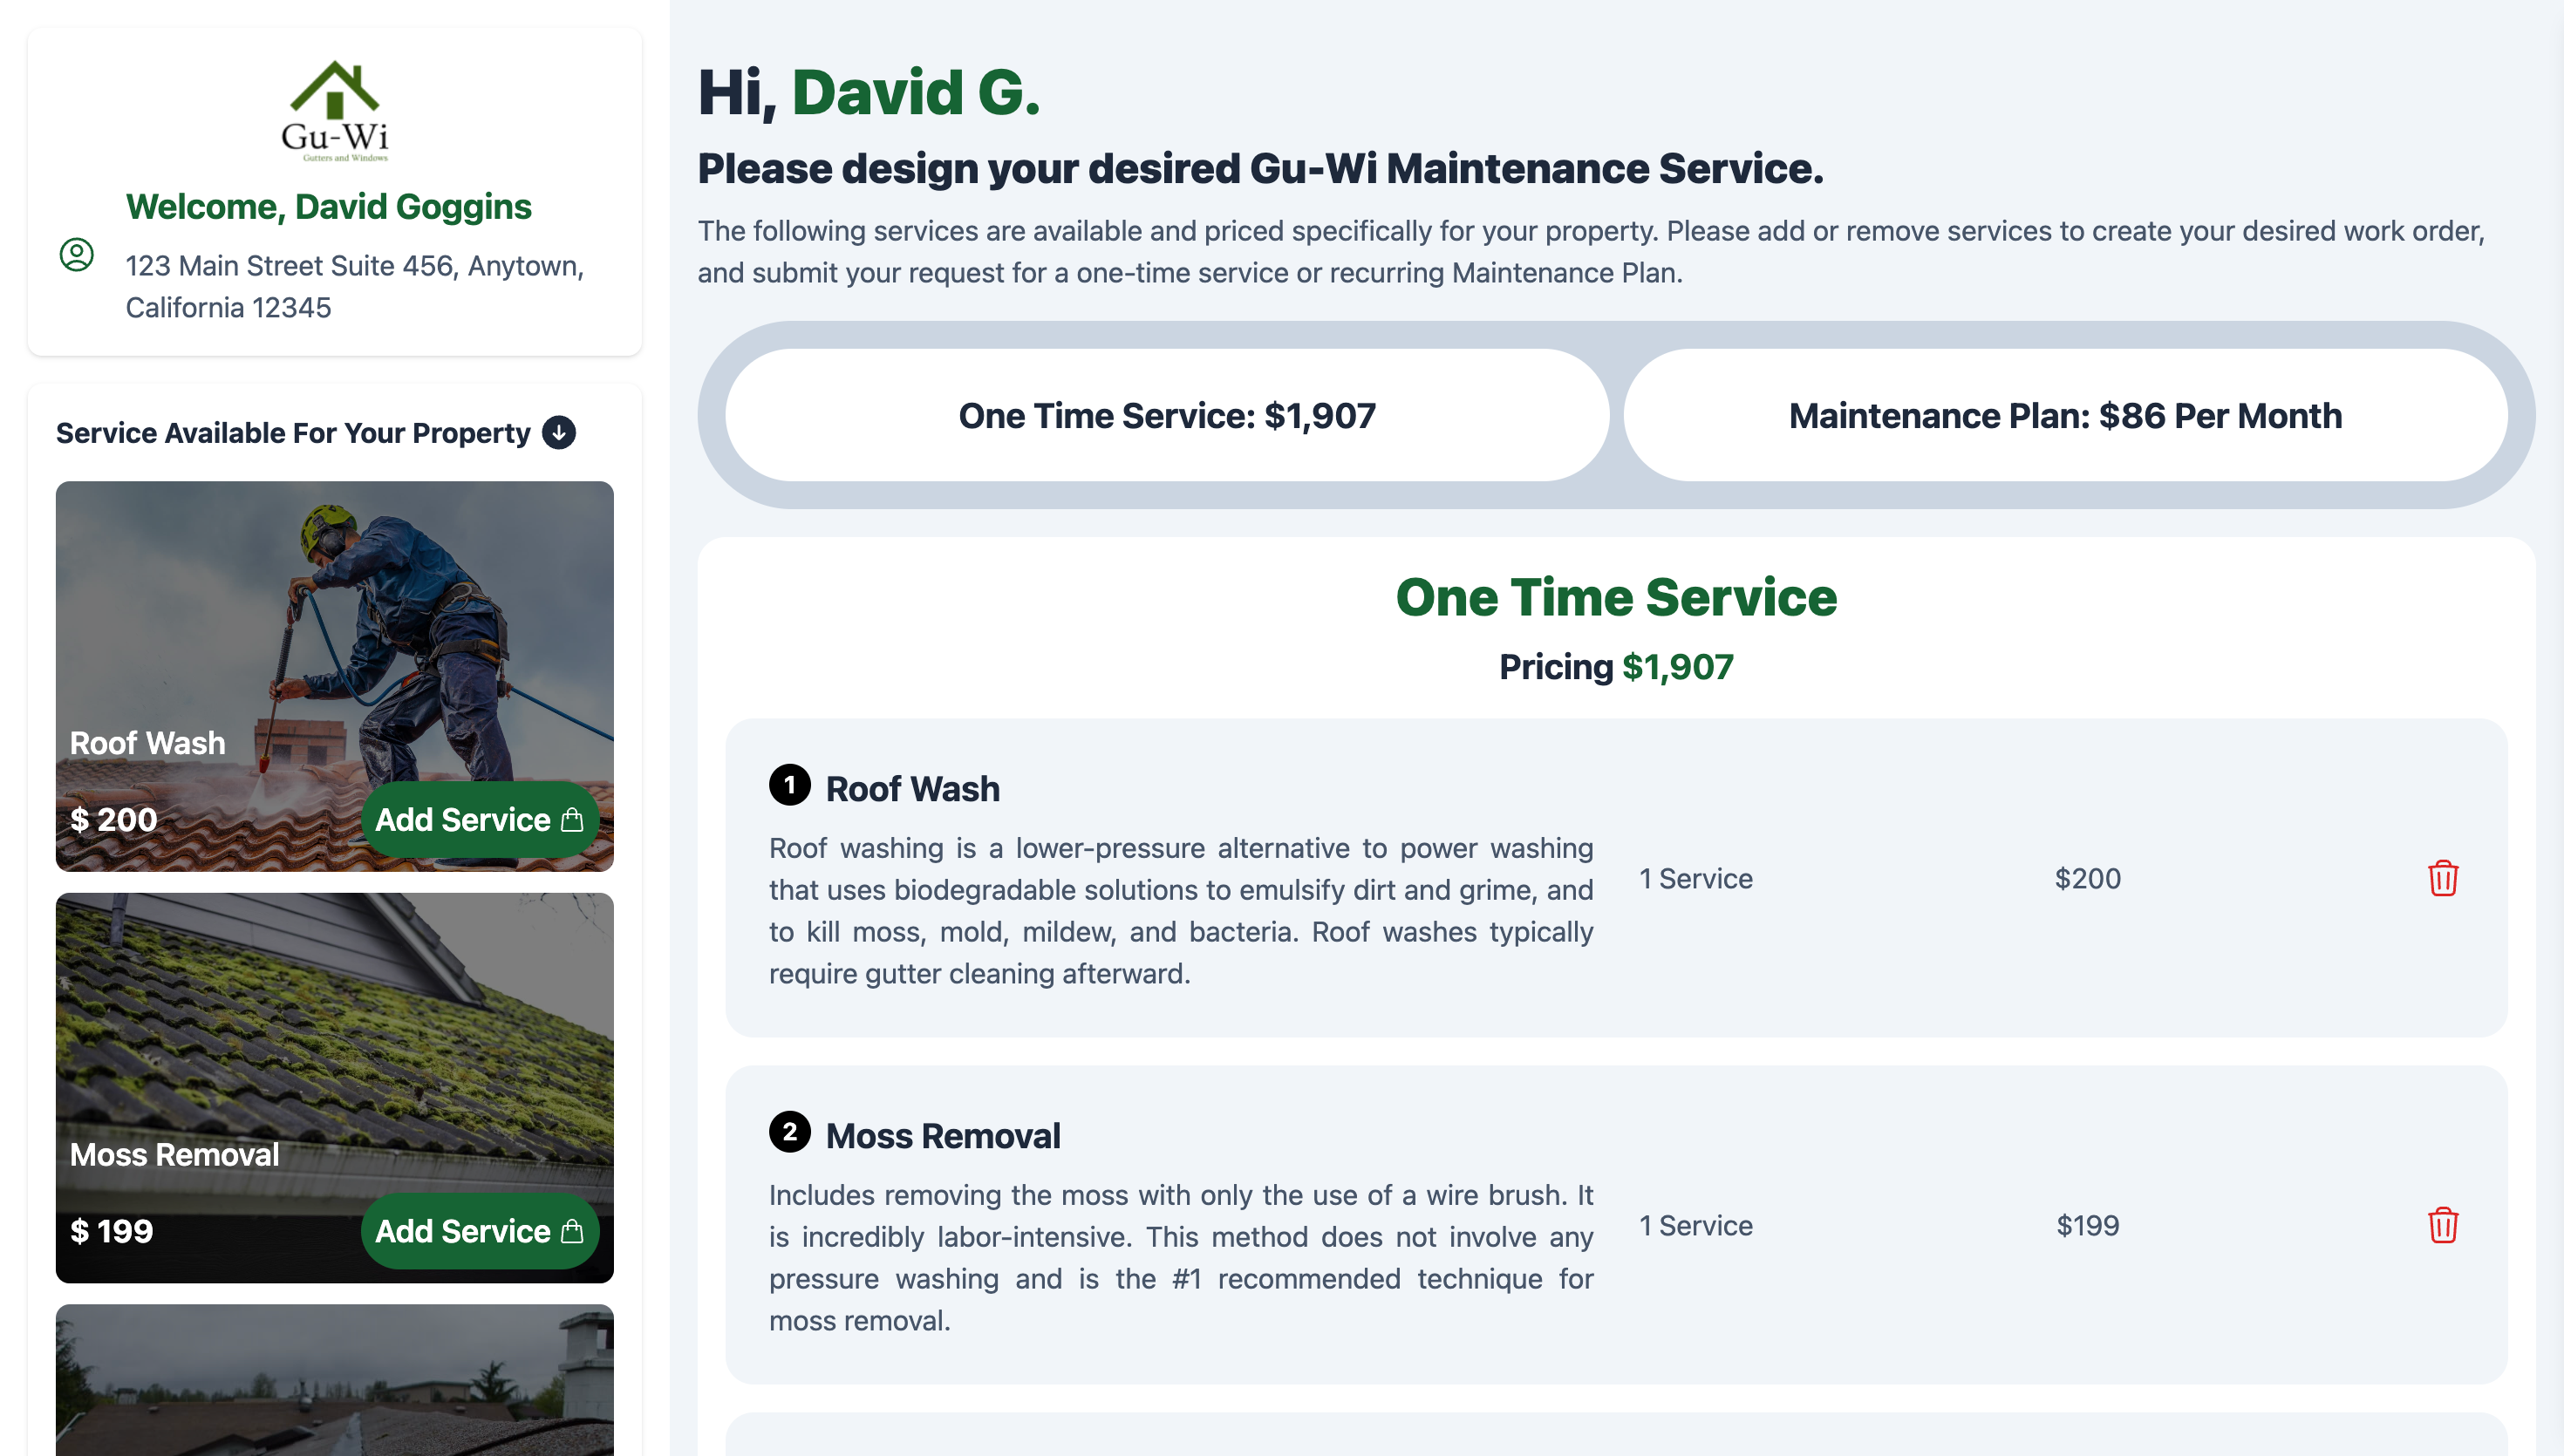 Gu-Wi
Gutters and Windows
Welcome, David Goggins
123 Main Street Suite 456, Anytown,
California 12345
Service Available For Your Property
Roof Wash
$ 200
Add Service
Moss Removal
$ 199
Add Service
Hi, David G.
Please design your desired Gu-Wi Maintenance Service.
The following services are available and priced specifically for your property. Please add or remove services to create your desired work order,
and submit your request for a one-time service or recurring Maintenance Plan.
One Time Service: $1,907
Maintenance Plan: $86 Per Month
One Time Service
Pricing $1,907
1 Roof Wash
Roof washing is a lower-pressure alternative to power washing
that uses biodegradable solutions to emulsify dirt and grime, and
to kill moss, mold, mildew, and bacteria. Roof washes typically
require gutter cleaning afterward.
1 Service
$200
2 Moss Removal
Includes removing the moss with only the use of a wire brush. It
is incredibly labor-intensive. This method does not involve any
pressure washing and is the #1 recommended technique for
moss removal.
1 Service
$199